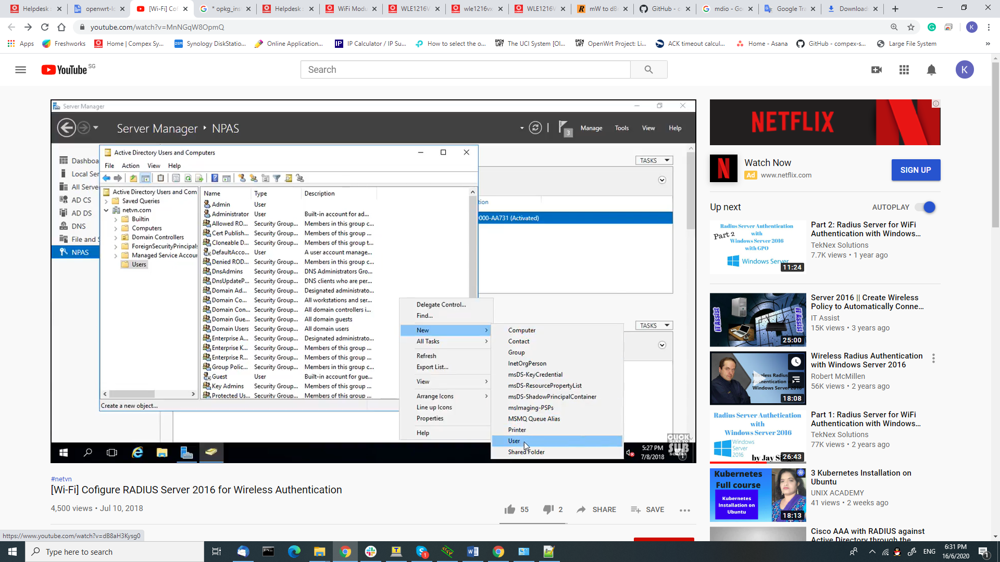 Helpdesk
openwrt-lo
[Wi-Fi] Cof
* opkg_ins
Helpdesk
WiFi Modu
WLE1216V
wle1216vx
WLE1216V
mW to dB
GitHub - c
mdio - Go
Google Tra
Download
youtube.com/watch?v=MnNGqW8OpmQ
K
Apps
Freshworks
Home | Compex Sy...
Synology DiskStatio...
Online Application...
IP Calculator / IP Su...
How to select the o...
The UCI System [Ol...
OpenWrt Project: Li...
ACK timeout calcul...
Home - Asana
GitHub - compex-s...
Large File System
YouTube SG
Search
K
Server Manager
Server Manager • NPAS
3
Manage
Tools
View
Help
Dashboa
Local Ser
All Serve
AD CS
AD DS
DNS
File and S
NPAS
TASKS
tion
000-AA731 (Activated)
TASKS
Active Directory Users and Computers
File
Action
View
Help
Active Directory Users and Com
Saved Queries
netvn.com
Builtin
Computers
Domain Controllers
ForeignSecurityPrincipals
Managed Service Accour
Users
Name Type Description
Admin User
Administrator User Built-in account for ad...
Allowed RO... Security Group... Members in this group c...
Cert Publish... Security Group... Members of this group ...
Cloneable D... Security Group... Members of this group t...
DefaultAcco... User A user account manage...
Denied ROD... Security Group... Members in this group c...
DnsAdmins Security Group... DNS Administrators Gro...
DnsUpdateP... Security Group... DNS clients who are per...
Domain Ad... Security Group... Designated administrato...
Domain Co... Security Group... All workstations and ser...
Domain Con... Security Group... All domain controllers i...
Domain Gue... Security Group... All domain guests
Domain Users Security Group... All domain users
Enterprise A... Security Group... Designated administrato...
Enterprise K... Security Group... Members of this group ...
Enterprise R... Security Group... Members of this group ...
Group Polic... Security Group... Members in this group c...
Guest User Built-in account for gue...
Key Admins Security Group... Members of this group ...
Protected Us... Security Group... Members of this group ...
Create a new object...
Delegate Control...
Find...
New
All Tasks
Refresh
Export List...
View
Arrange Icons
Line up Icons
Properties
Help
Computer
Contact
Group
InetOrgPerson
msDS-KeyCredential
msDS-ResourcePropertyList
msDS-ShadowPrincipalContainer
msImaging-PSPs
MSMQ Queue Alias
Printer
User
Shared Folder
5:27 PM
7/8/2018
CLICK
SUB
SCRIBE
#netvn
[Wi-Fi] Cofigure RADIUS Server 2016 for Wireless Authentication
4,500 views • Jul 10, 2018
55
2
SHARE
SAVE
NETFLIX
Watch Now
Ad www.netflix.com
SIGN UP
Up next
AUTOPLAY
Radius Server Authentication
Part 2 with
Windows Server 2016
with GPO
Windows Server
11:24
Part 2: Radius Server for WiFi
Authentication with Windows...
TekNex Solutions
7.7K views • 1 year ago
IT Assist
IT Assist
25:00
Server 2016 || Create Wireless
Policy to Automatically Conne...
IT Assist
15K views • 3 years ago
Wireless Radius
Authentication with
Windows Server 2016
18:08
Wireless Radius Authentication
with Windows Server 2016
Robert McMillen
56K views • 2 years ago
Radius Server Authetication
with
Windows Server 2016
Windows
Server
2016
by Jay
26:43
Part 1: Radius Server for WiFi
Authentication with Windows...
TekNex Solutions
77K views • 2 years ago
Kubernetes
Full course
Kubernetes
Installation on
Ubuntu
18:13
3 Kubernetes Installation on
Ubuntu
UNIX ACADEMY
41 views • 2 weeks ago
Cisco AAA with RADIUS against
Active Directory through the
https://www.youtube.com/watch?v=dB8aH3Kysg0
Type here to search
ENG
6:31 PM
16/6/2020
1